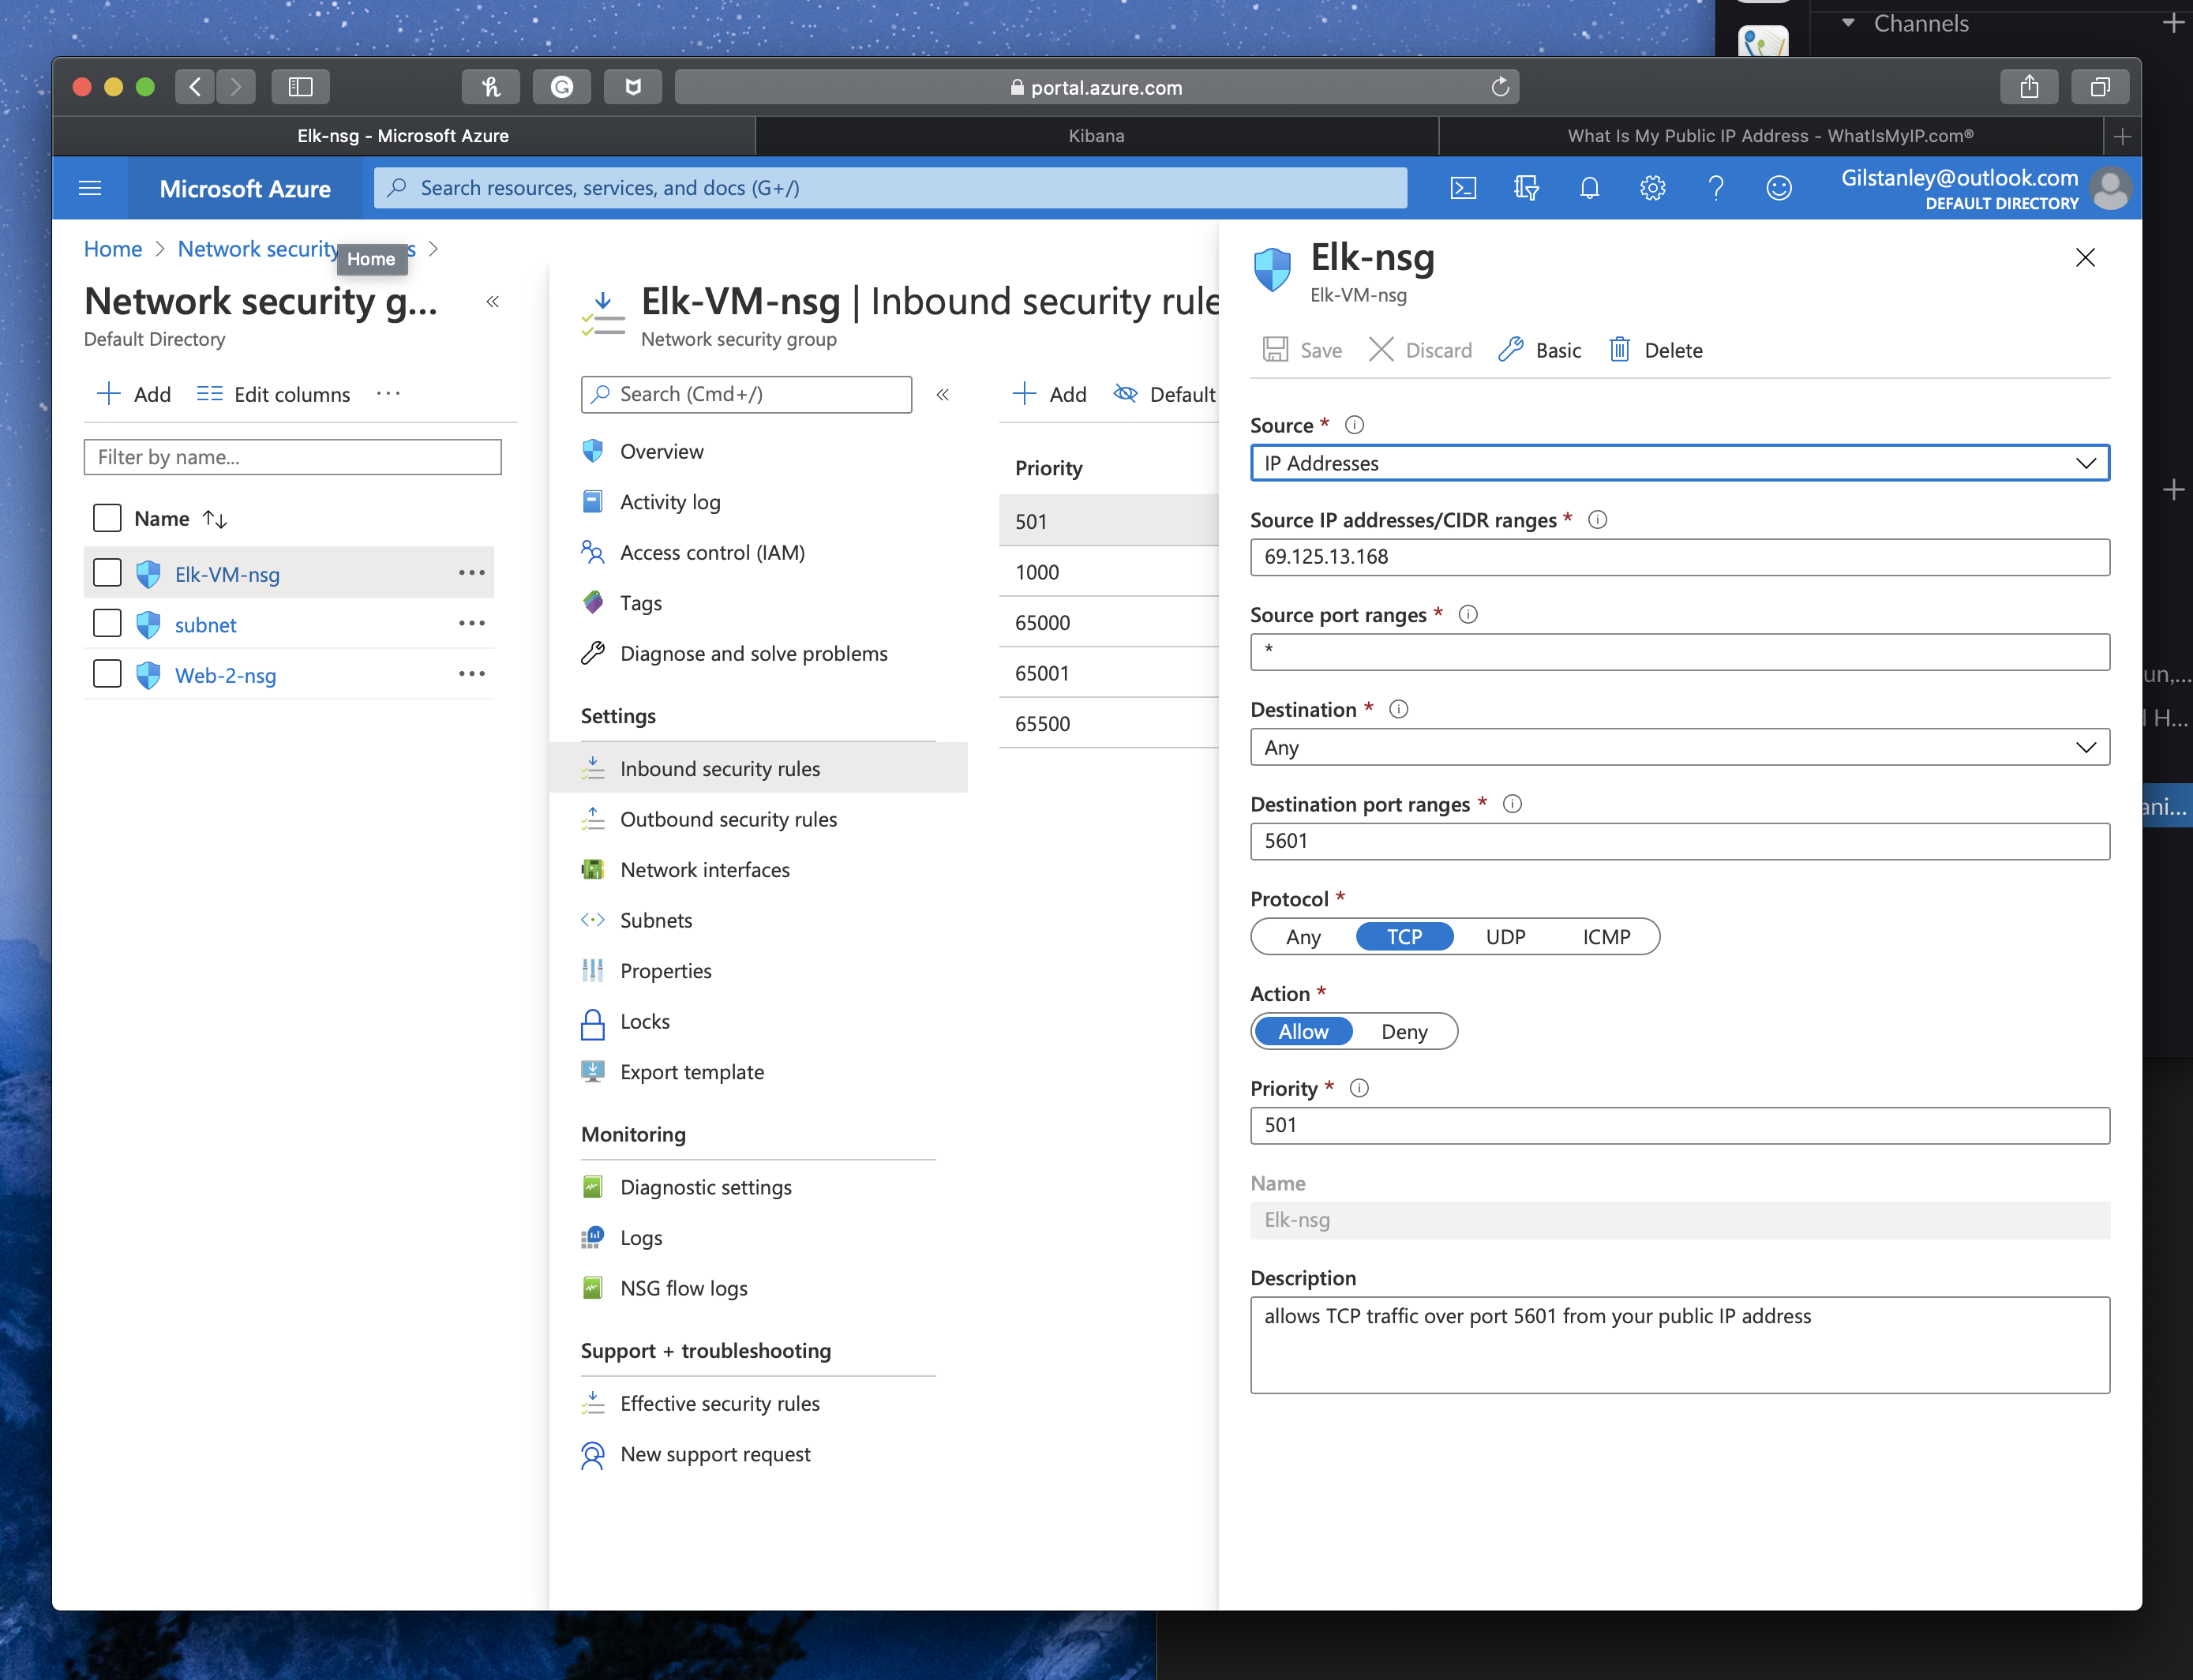 Channels
portal.azure.com
Elk-nsg - Microsoft Azure
Kibana
What Is My Public IP Address - WhatIsMyIP.com®
Microsoft Azure
Search resources, services, and docs (G+/)
Gilstanley@outlook.com
DEFAULT DIRECTORY
Home > Network security s >
Home
Network security g...
Default Directory
Add
Edit columns
Filter by name...
Name
Elk-VM-nsg
subnet
Web-2-nsg
Elk-VM-nsg | Inbound security rule
Network security group
Search (Cmd+/)
Overview
Activity log
Access control (IAM)
Tags
Diagnose and solve problems
Settings
Inbound security rules
Outbound security rules
Network interfaces
Subnets
Properties
Locks
Export template
Monitoring
Diagnostic settings
Logs
NSG flow logs
Support + troubleshooting
Effective security rules
New support request
Add
Default
Priority
501
1000
65000
65001
65500
Elk-nsg
Elk-VM-nsg
Save
Discard
Basic
Delete
Source *
IP Addresses
Source IP addresses/CIDR ranges *
69.125.13.168
Source port ranges *
*
Destination *
Any
Destination port ranges *
5601
Protocol *
Any TCP UDP ICMP
Action *
Allow Deny
Priority *
501
Name
Elk-nsg
Description
allows TCP traffic over port 5601 from your public IP address
un,...
H...
ani...